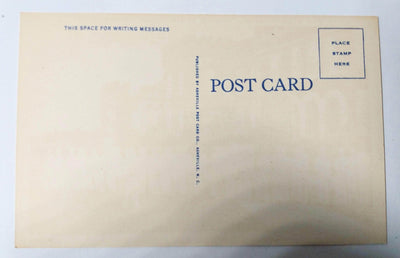 THIS SPACE FOR WRITING MESSAGES
PUBLISHED BY ASHEVILLE POST CARD CO., ASHEVILLE, N. C.
POST CARD
PLACE
STAMP
HERE